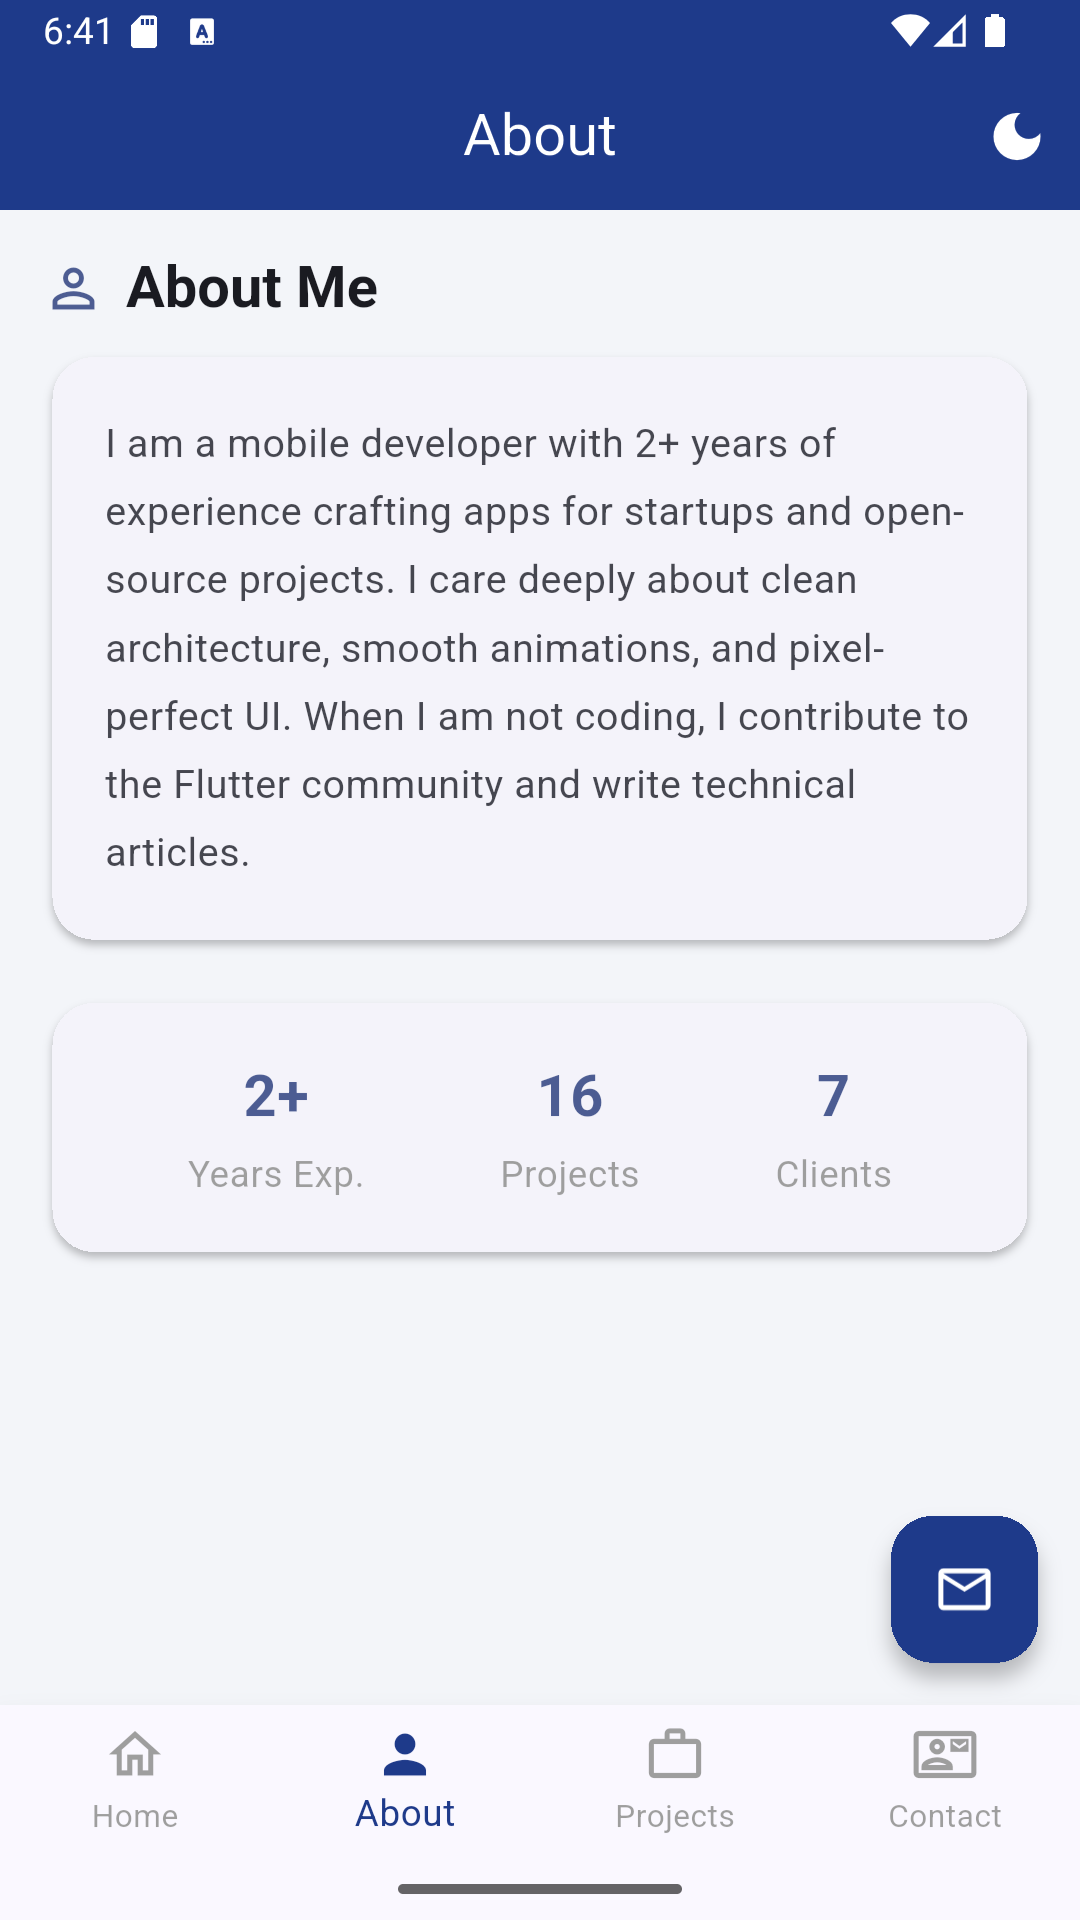 6:41
About
About Me
I am a mobile developer with 2+ years of
experience crafting apps for startups and open-
source projects. I care deeply about clean
architecture, smooth animations, and pixel-
perfect UI. When I am not coding, I contribute to
the Flutter community and write technical
articles.
2+ 16 7
Years Exp. Projects Clients
Home About Projects Contact